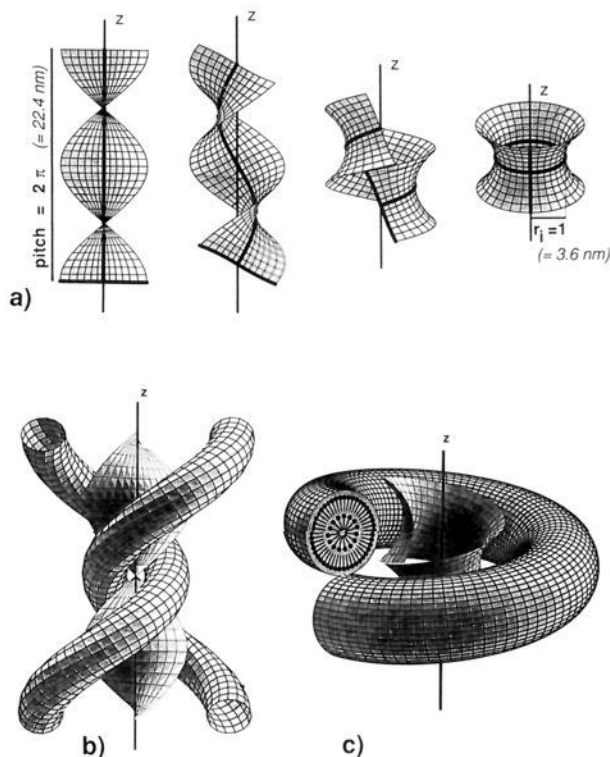 Z
Z
Z
Z
pitch = 2 π (= 22.4 nm)
r i =1
(= 3.6 nm)
a)
z
z
b)
c)